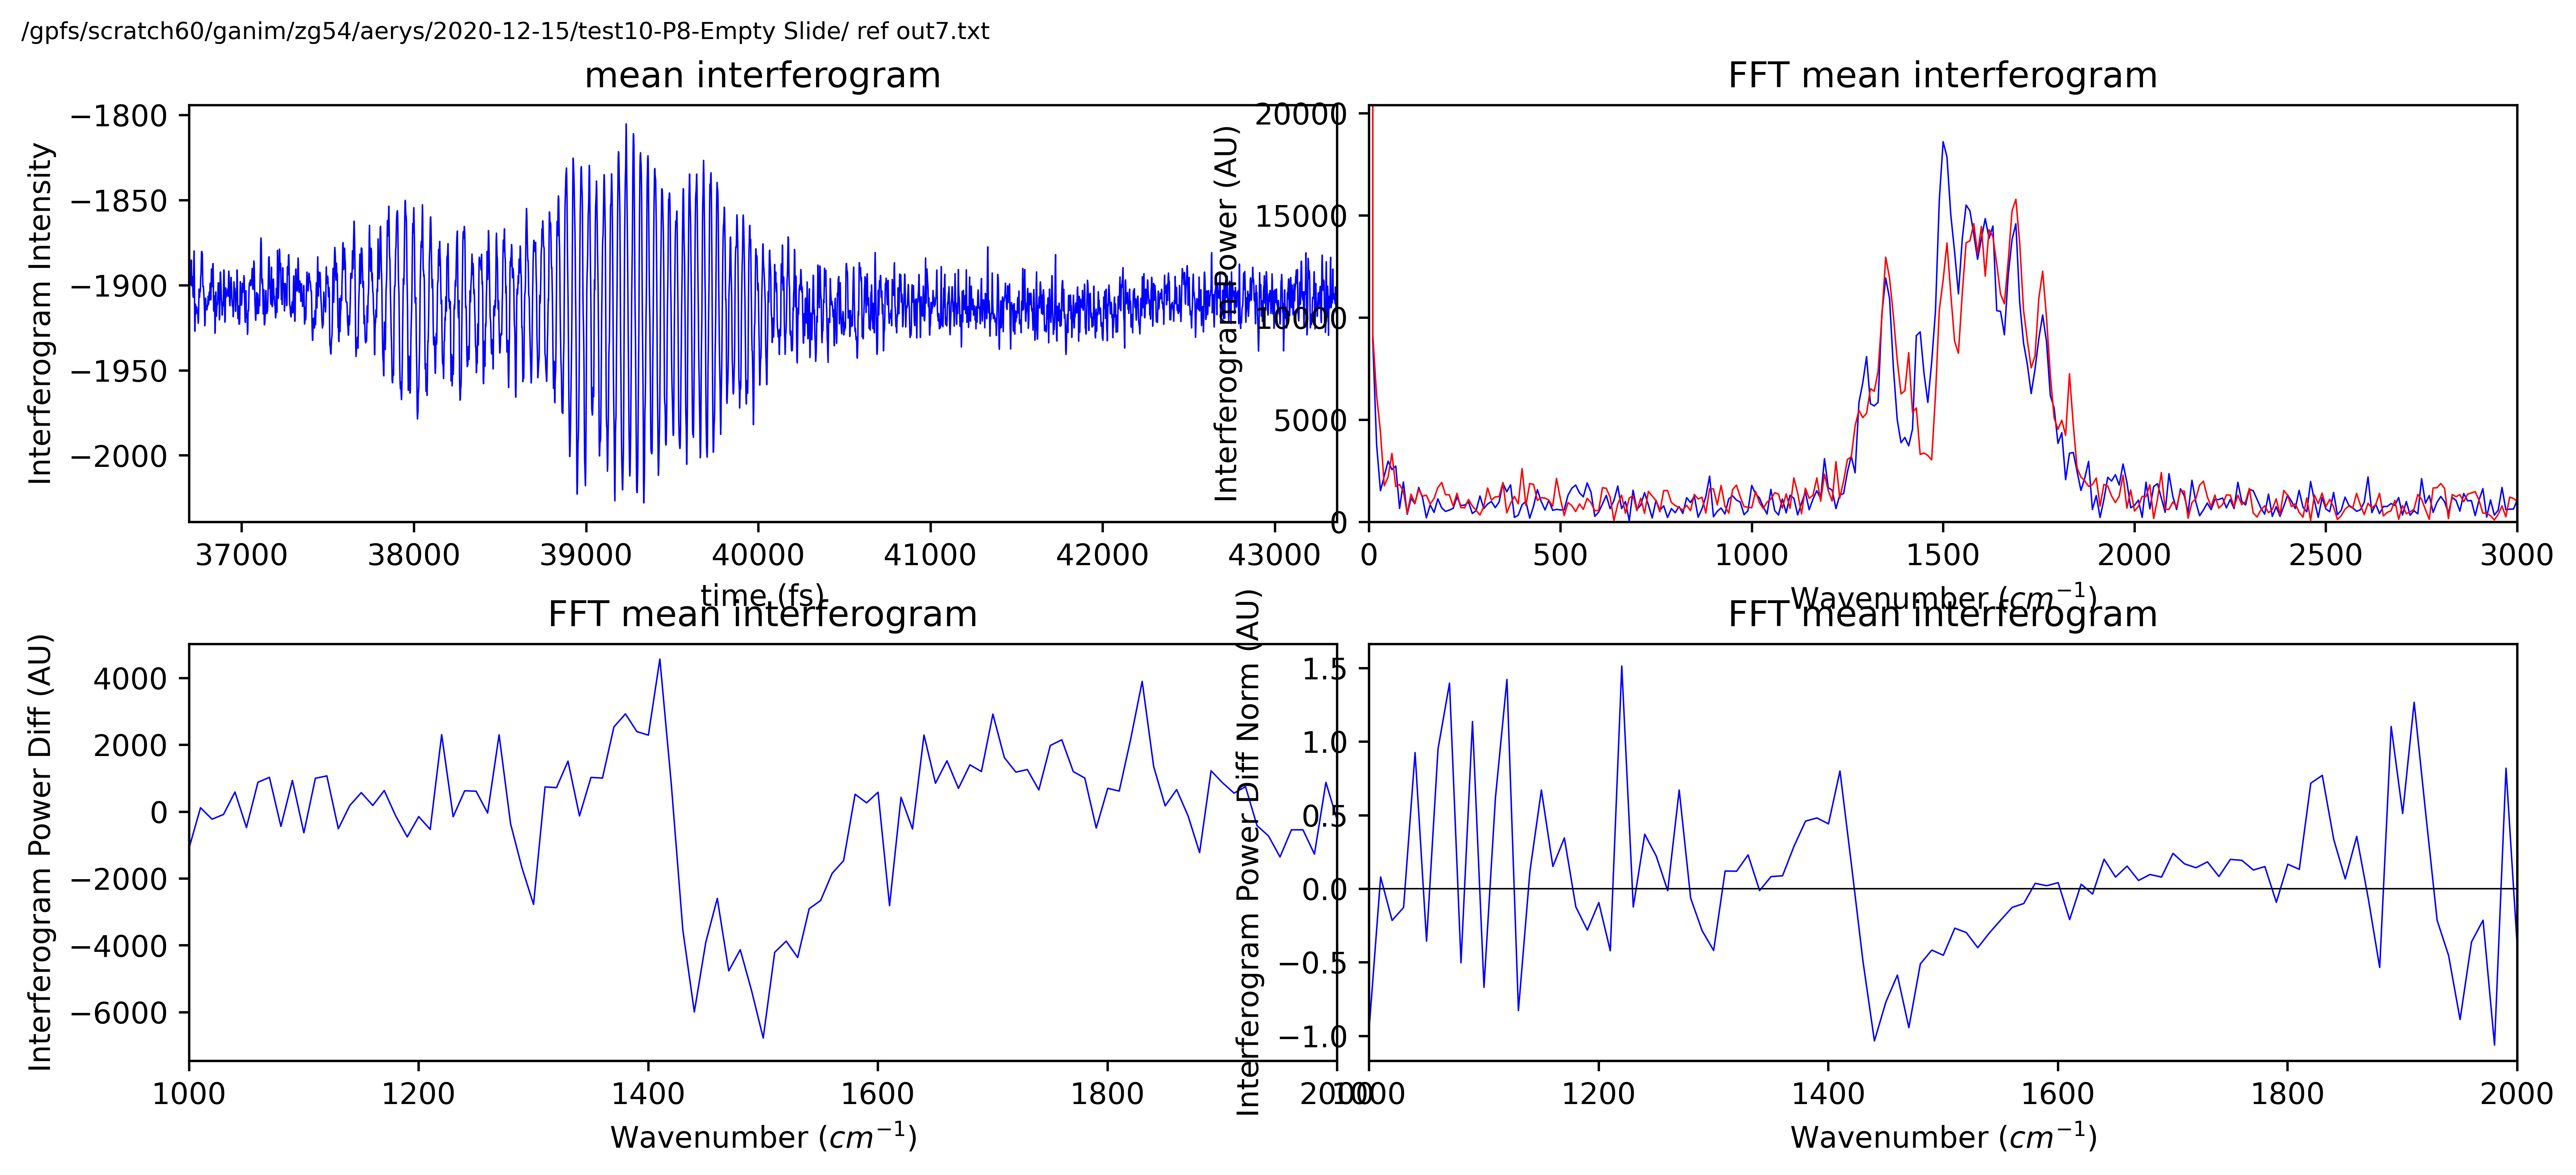 /gpfs/scratch60/ganim/zg54/aerys/2020-12-15/test10-P8-Empty Slide/ ref out7.txt
mean interferogram
Interferogram Intensity
−1800
−1850
−1900
−1950
−2000
37000 38000 39000 40000 41000 42000 43000
time (fs)
FFT mean interferogram
Interferogram Power (AU)
20000
15000
10000
5000
0
0 500 1000 1500 2000 2500 3000
Wavenumber (cm⁻¹)
FFT mean interferogram
Interferogram Power Diff (AU)
4000
2000
0
−2000
−4000
−6000
1000 1200 1400 1600 1800 2000
Wavenumber (cm⁻¹)
FFT mean interferogram
Interferogram Power Diff Norm (AU)
1.5
1.0
0.5
0.0
−0.5
−1.0
1000 1200 1400 1600 1800 2000
Wavenumber (cm⁻¹)